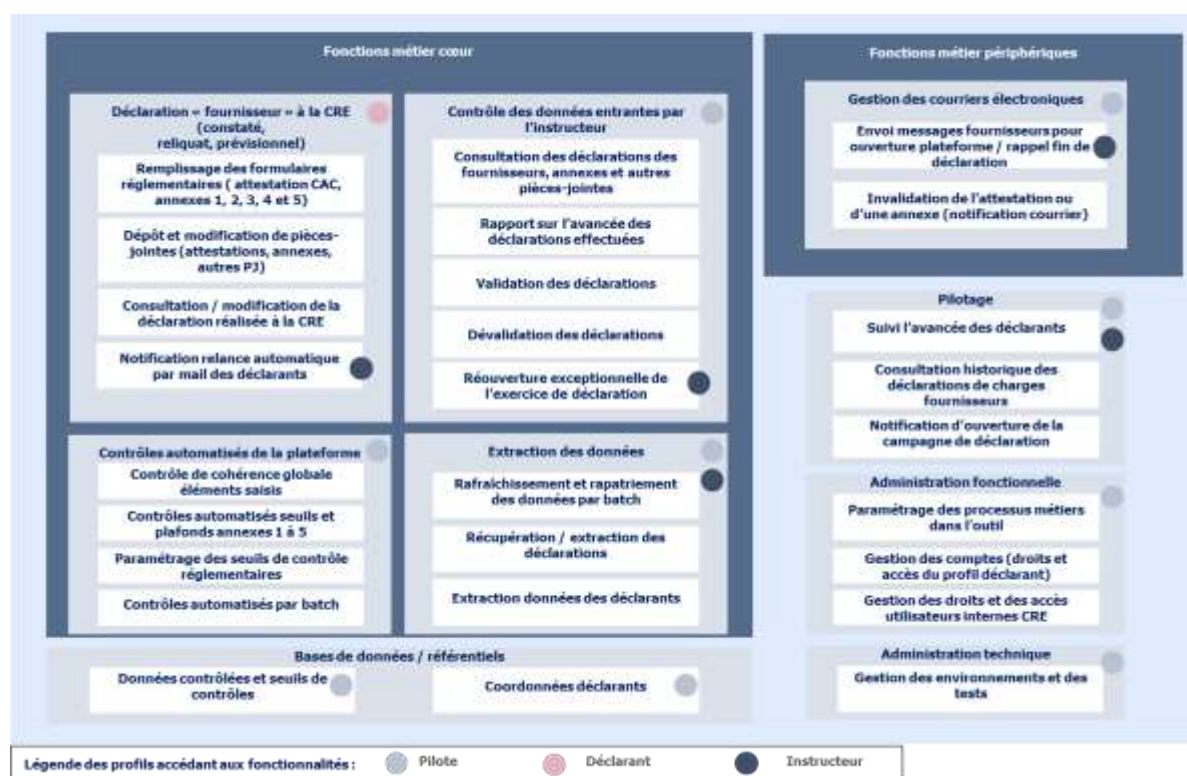 Fonctions métier cœur
Déclaration « fournisseur » à la CRE
(constaté,
reliquat, prévisionnel)
Remplissage des formulaires
réglementaires ( attestation CAC,
annexes 1, 2, 3, 4 et 5)
Dépôt et modification de pièces-
jointes (attestations, annexes,
autres PJ)
Consultation / modification de la
déclaration réalisée à la CRE
Notification relance automatique
par mail des déclarants
Contrôle des données entrantes par
l'instructeur
Consultation des déclarations des
fournisseurs, annexes et autres
pièces-jointes
Rapport sur l'avancée des
déclarations effectuées
Validation des déclarations
Dévalidation des déclarations
Réouverture exceptionnelle de
l'exercice de déclaration
Contrôles automatisés de la plateforme
Contrôle de cohérence globale
éléments saisis
Contrôles automatisés seuils et
plafonds annexes 1 à 5
Paramétrage des seuils de contrôle
réglementaires
Contrôles automatisés par batch
Extraction des données
Rafraichissement et rapatriement
des données par batch
Récupération / extraction des
déclarations
Extraction données des déclarants
Bases de données / référentiels
Données contrôlées et seuils de
contrôles
Coordonnées déclarants
Fonctions métier périphériques
Gestion des courriers électroniques
Envoi messages fournisseurs pour
ouverture plateforme / rappel fin de
déclaration
Invalidation de l'attestation ou
d'une annexe (notification courrier)
Pilotage
Suivi l'avancée des déclarants
Consultation historique des
déclarations de charges
fournisseurs
Notification d'ouverture de la
campagne de déclaration
Administration fonctionnelle
Paramétrage des processus métiers
dans l'outil
Gestion des comptes (droits et
accès du profil déclarant)
Gestion des droits et des accès
utilisateurs internes CRE
Administration technique
Gestion des environnements et des
tests
Légende des profils accédant aux fonctionnalités :
Pilote
Déclarant
Instructeur